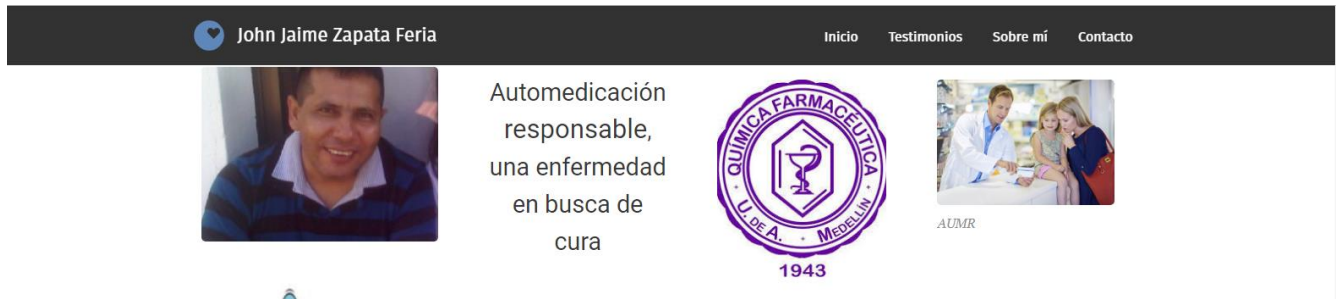 John Jaime Zapata Feria
Inicio Testimonios Sobre mí Contacto
Automedicación
responsable,
una enfermedad
en busca de
cura
QUIMICA FARMACÉUTICA
U. DE A. · MEDELLIN
1943
AUMR